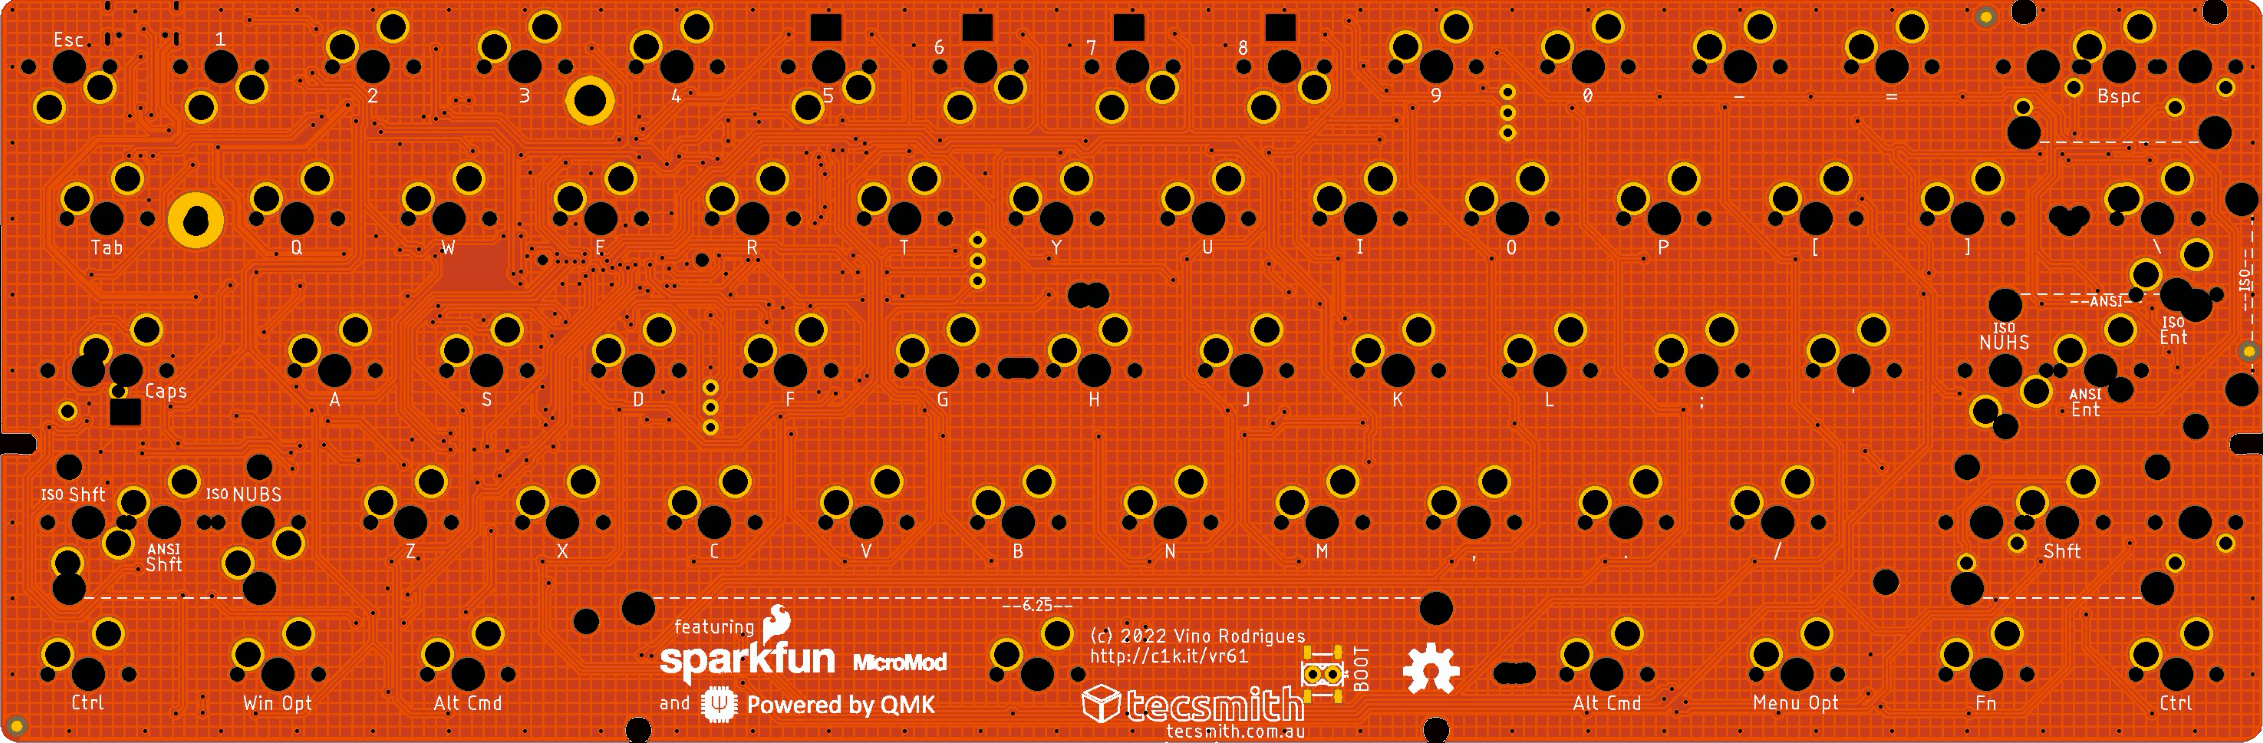 Esc 1 6 7 8
2 3 4 5 9 0 - = Bspc
Tab Q W E R T Y U I O P [ ] \
--ISO--
--ANSI--
ISO
NUHS
ISO
Ent
Caps A S D F G H J K L ; '
ANSI
Ent
ISO Shft ISO NUBS
ANSI
Shft
Z X C V B N M , . / Shft
--6.25--
featuring
sparkfun MicroMod
and Powered by QMK
(c) 2022 Vino Rodrigues
http://c1k.it/vr61
BOOT
tecsmith
tecsmith.com.au
Ctrl Win Opt Alt Cmd Alt Cmd Menu Opt Fn Ctrl